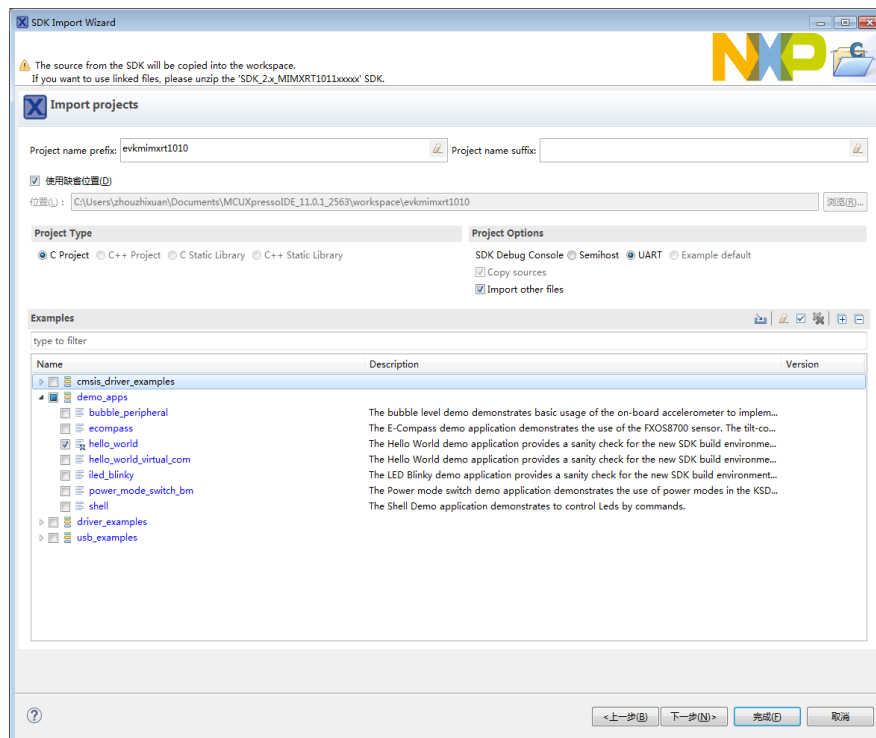 SDK Import Wizard
The source from the SDK will be copied into the workspace.
If you want to use linked files, please unzip the 'SDK_2.x_MIMXRT1011xxxxx' SDK.
NXP
Import projects
Project name prefix: evkmimxrt1010 Project name suffix:
使用缺省位置(D)
位置(L): C:\Users\zhouzhixuan\Documents\MCUXpressoIDE_11.0.1_2563\workspace\evkmimxrt1010 浏览(R)...
Project Type Project Options
C Project C++ Project C Static Library C++ Static Library SDK Debug Console Semihost UART Example default
Copy sources
Import other files
Examples
type to filter
Name Description Version
cmsis_driver_examples
demo_apps
bubble_peripheral The bubble level demo demonstrates basic usage of the on-board accelerometer to implem...
ecompass The E-Compass demo application demonstrates the use of the FXOS8700 sensor. The tilt-co...
hello_world The Hello World demo application provides a sanity check for the new SDK build environme...
hello_world_virtual_com The Hello World demo application provides a sanity check for the new SDK build environme...
iled_blinky The LED Blinky demo application provides a sanity check for the new SDK build environment...
power_mode_switch_bm The Power mode switch demo application demonstrates the use of power modes in the KSD...
shell The Shell Demo application demonstrates to control Leds by commands.
driver_examples
usb_examples
<上一步(B) 下一步(N)> 完成(F) 取消